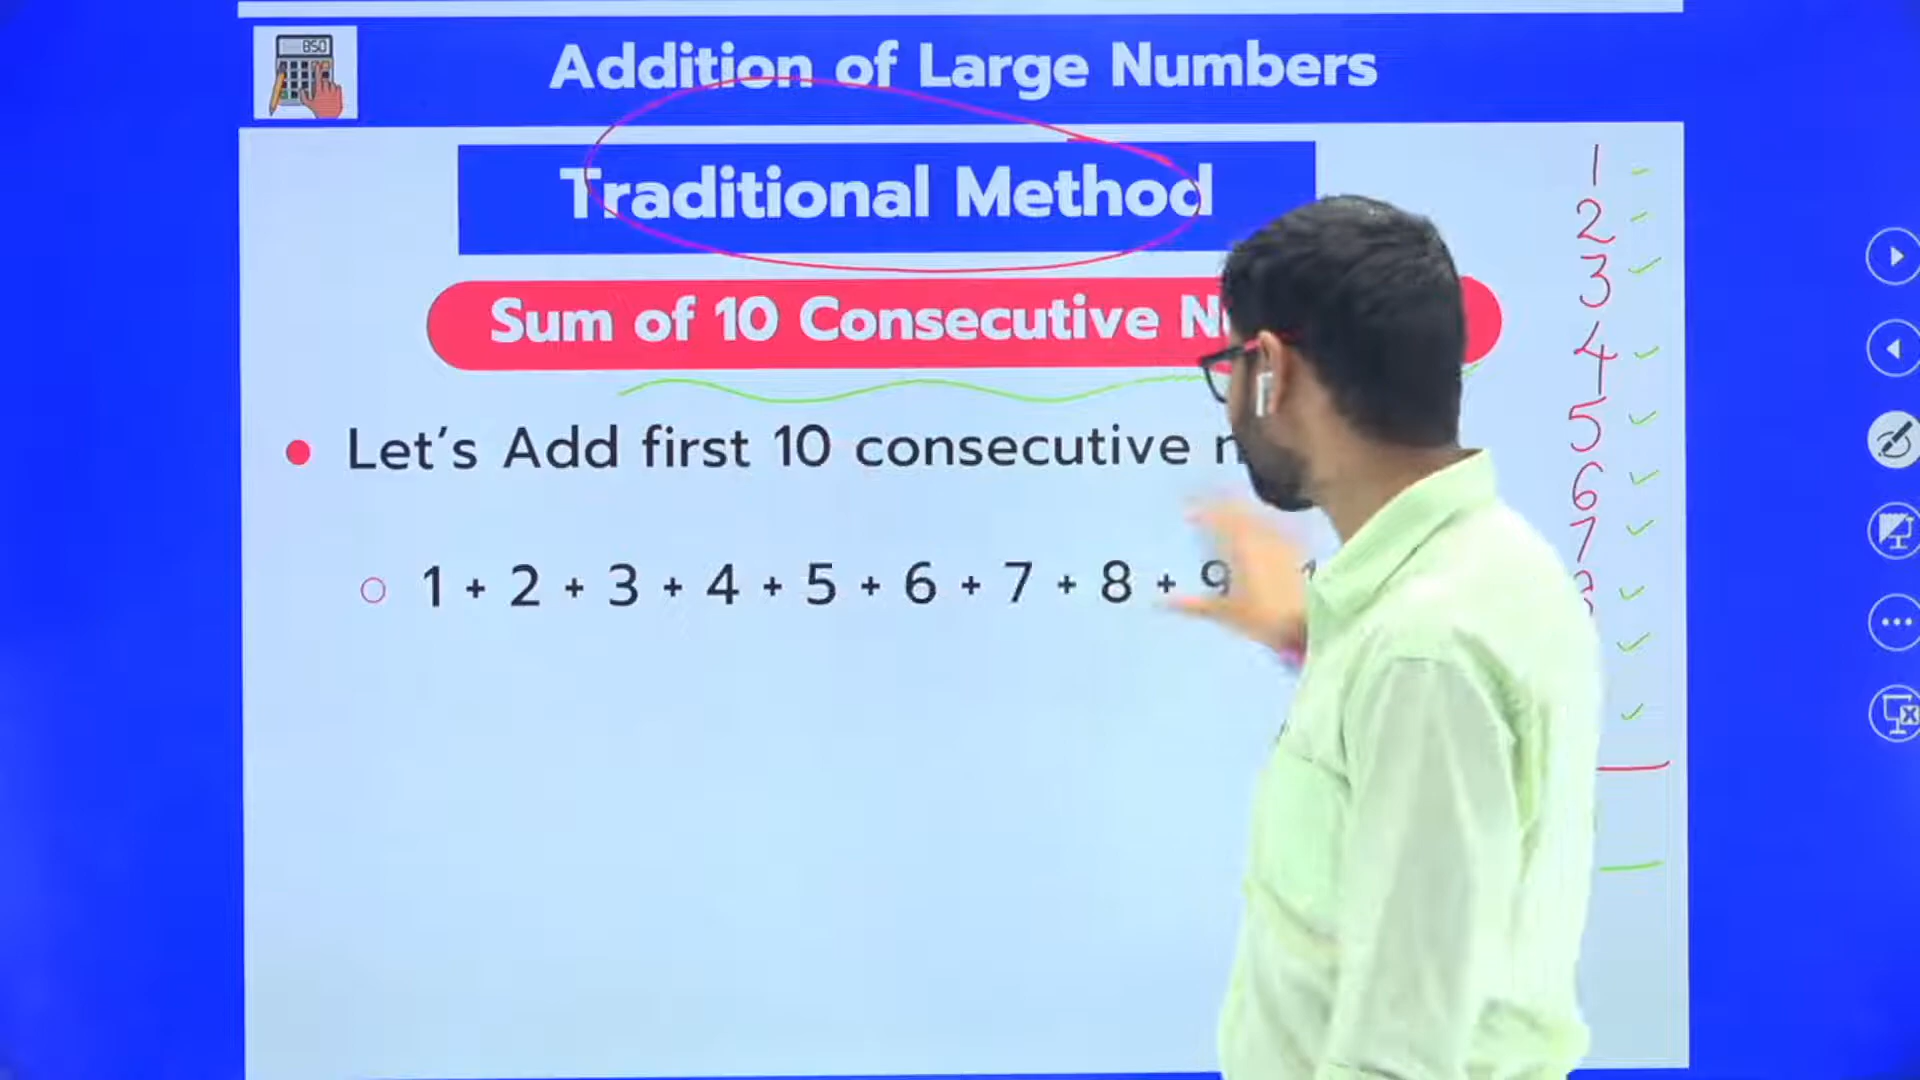 850
Addition of Large Numbers
Traditional Method
Sum of 10 Consecutive
Let's Add first 10 consecutive
1 + 2 + 3 + 4 + 5 + 6 + 7 + 8 + 9
1
2
3
4
5
6
7